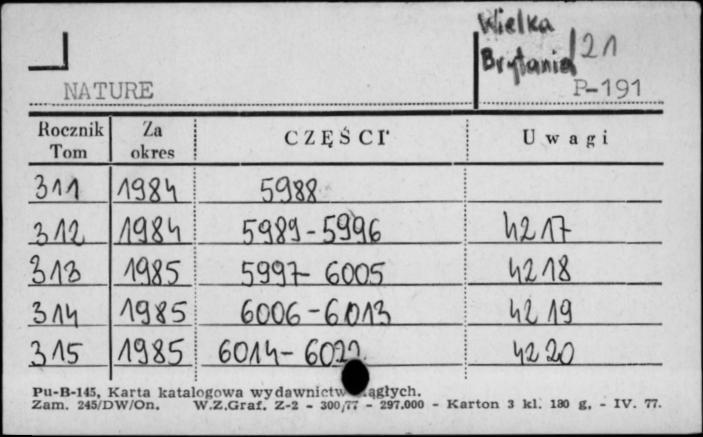 Wielka
Brytania 21
NATURE P-191
Rocznik Tom Za okres CZĘŚCI Uwagi
311 1984 5988
312 1984 5989-5996 4217
313 1985 5997- 6005 4218
314 1985 6006-6013 4219
315 1985 6014- 6022 4220
Pu-B-145, Karta katalogowa wydawnictw ciągłych.
Zam. 245/DW/On. W.Z.Graf. Z-2 - 300/77 - 297.000 - Karton 3 kl. 180 g. - IV. 77.